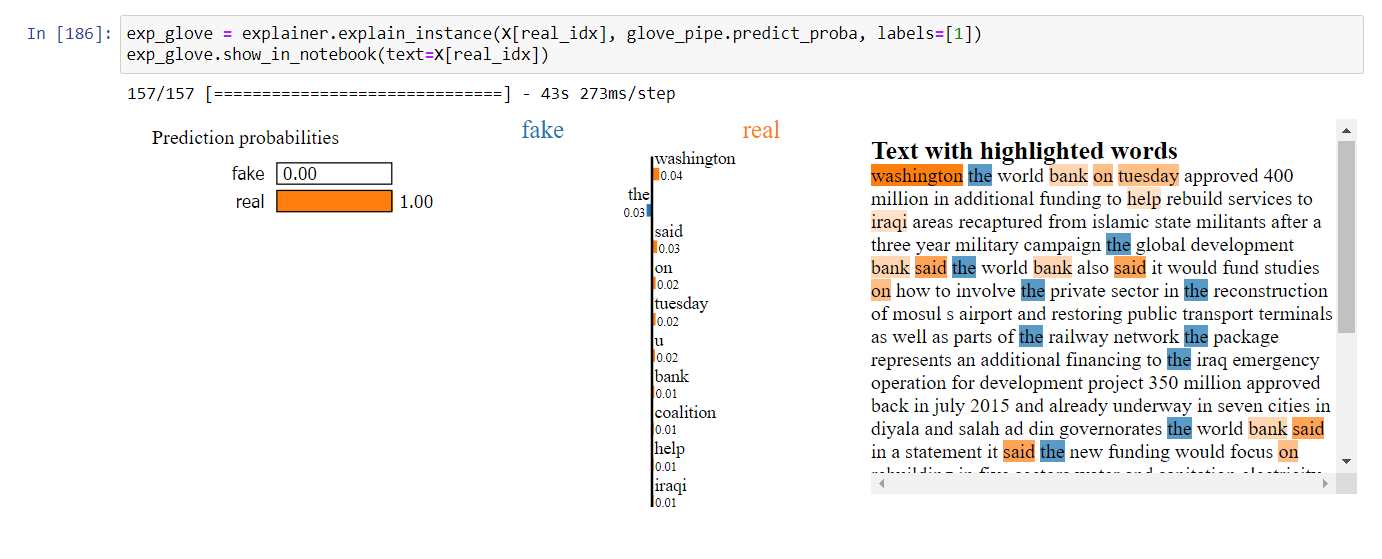 In [186]:
exp_glove = explainer.explain_instance(X[real_idx], glove_pipe.predict_proba, labels=[1])
exp_glove.show_in_notebook(text=X[real_idx])
157/157 [==============================] - 43s 273ms/step
Prediction probabilities
fake 0.00
real 1.00
fake real
washington
0.04
the
0.03
said
0.03
on
0.02
tuesday
0.02
u
0.02
bank
0.01
coalition
0.01
help
0.01
iraqi
0.01
Text with highlighted words
washington the world bank on tuesday approved 400
million in additional funding to help rebuild services to
iraqi areas recaptured from islamic state militants after a
three year military campaign the global development
bank said the world bank also said it would fund studies
on how to involve the private sector in the reconstruction
of mosul s airport and restoring public transport terminals
as well as parts of the railway network the package
represents an additional financing to the iraq emergency
operation for development project 350 million approved
back in july 2015 and already underway in seven cities in
diyala and salah ad din governorates the world bank said
in a statement it said the new funding would focus on